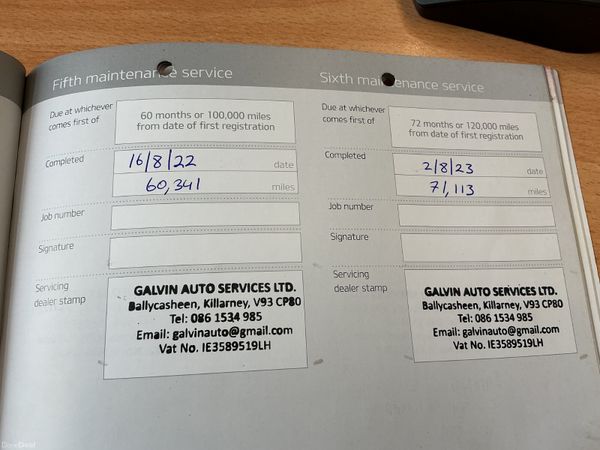 Fifth maintenance service
Due at whichever
comes first of
60 months or 100,000 miles
from date of first registration
Completed
16/8/22 date
60,341 miles
Job number
Signature
Servicing
dealer stamp
GALVIN AUTO SERVICES LTD.
Ballycasheen, Killarney, V93 CP80
Tel: 086 1534 985
Email: galvinauto@gmail.com
Vat No. IE3589519LH
Sixth maintenance service
Due at whichever
comes first of
72 months or 120,000 miles
from date of first registration
Completed
2/8/23 date
71,113 miles
Job number
Signature
Servicing
dealer stamp
GALVIN AUTO SERVICES LTD.
Ballycasheen, Killarney, V93 CP80
Tel: 086 1534 985
Email: galvinauto@gmail.com
Vat No. IE3589519LH
DoneDeal